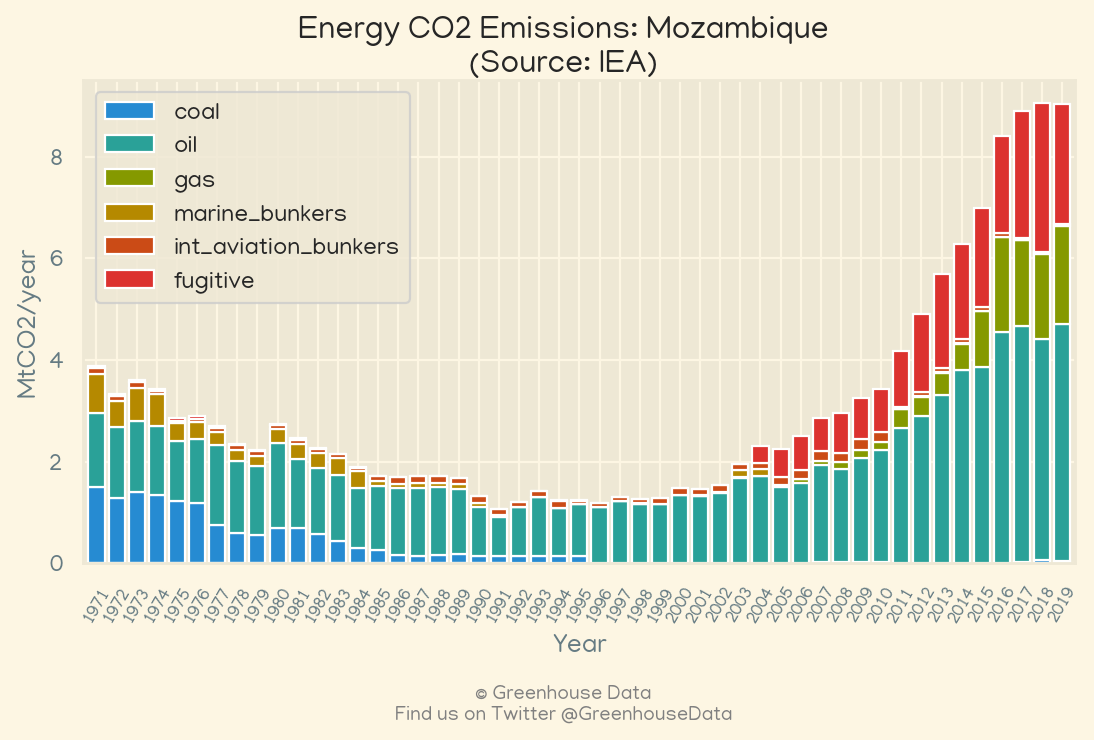 Energy CO2 Emissions: Mozambique
(Source: IEA)
coal
oil
gas
marine_bunkers
int_aviation_bunkers
fugitive
MtCO2/year
8
6
4
2
0
1971 1972 1973 1974 1975 1976 1977 1978 1979 1980 1981 1982 1983 1984 1985 1986 1987 1988 1989 1990 1991 1992 1993 1994 1995 1996 1997 1998 1999 2000 2001 2002 2003 2004 2005 2006 2007 2008 2009 2010 2011 2012 2013 2014 2015 2016 2017 2018 2019
Year
© Greenhouse Data
Find us on Twitter @GreenhouseData